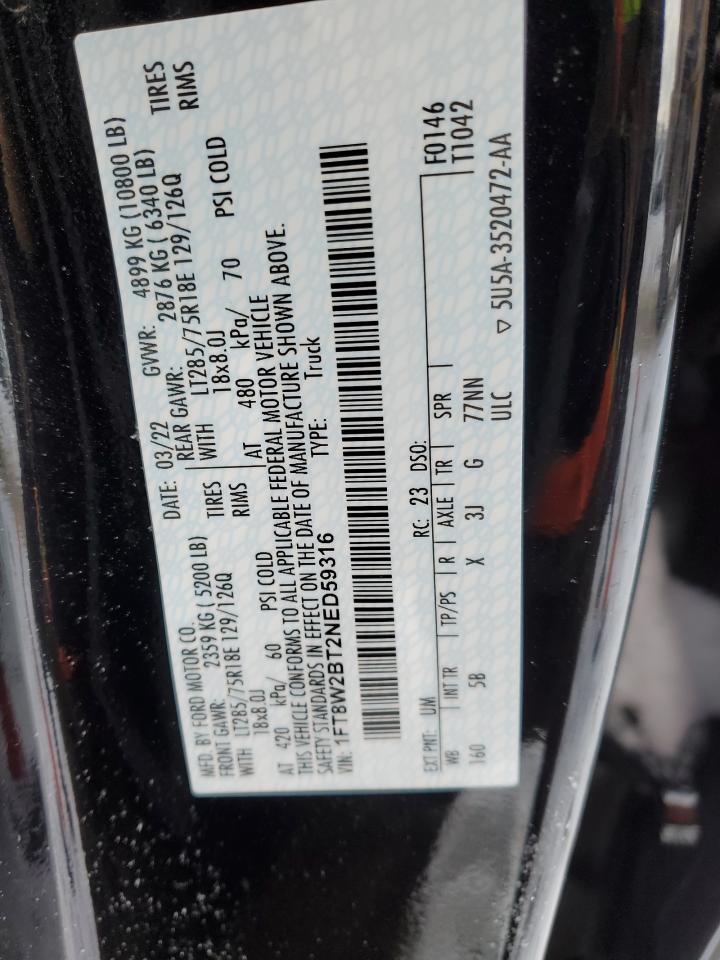 MFD. BY FORD MOTOR CO.
DATE: 03/22 GVWR: 4899 KG (10800 LB)
FRONT GAWR: 2359 KG ( 5200 LB)
REAR GAWR: 2876 KG ( 6340 LB)
WITH LT285/75R18E 129/126Q TIRES
WITH LT285/75R18E 129/126Q TIRES
18x8.0J RIMS
18x8.0J RIMS
AT 420 kPa/ 60 PSI COLD
AT 480 kPa/ 70 PSI COLD
THIS VEHICLE CONFORMS TO ALL APPLICABLE FEDERAL MOTOR VEHICLE
SAFETY STANDARDS IN EFFECT ON THE DATE OF MANUFACTURE SHOWN ABOVE.
VIN: 1FT8W2BT2NED59316 TYPE: Truck
F0146
T1042
EXT PNT: UM RC: 23 DSO:
WB INT TR TP/PS R AXLE TR SPR
160 5B X 3J G 77NN
ULC
▽ 5U5A-3520472-AA